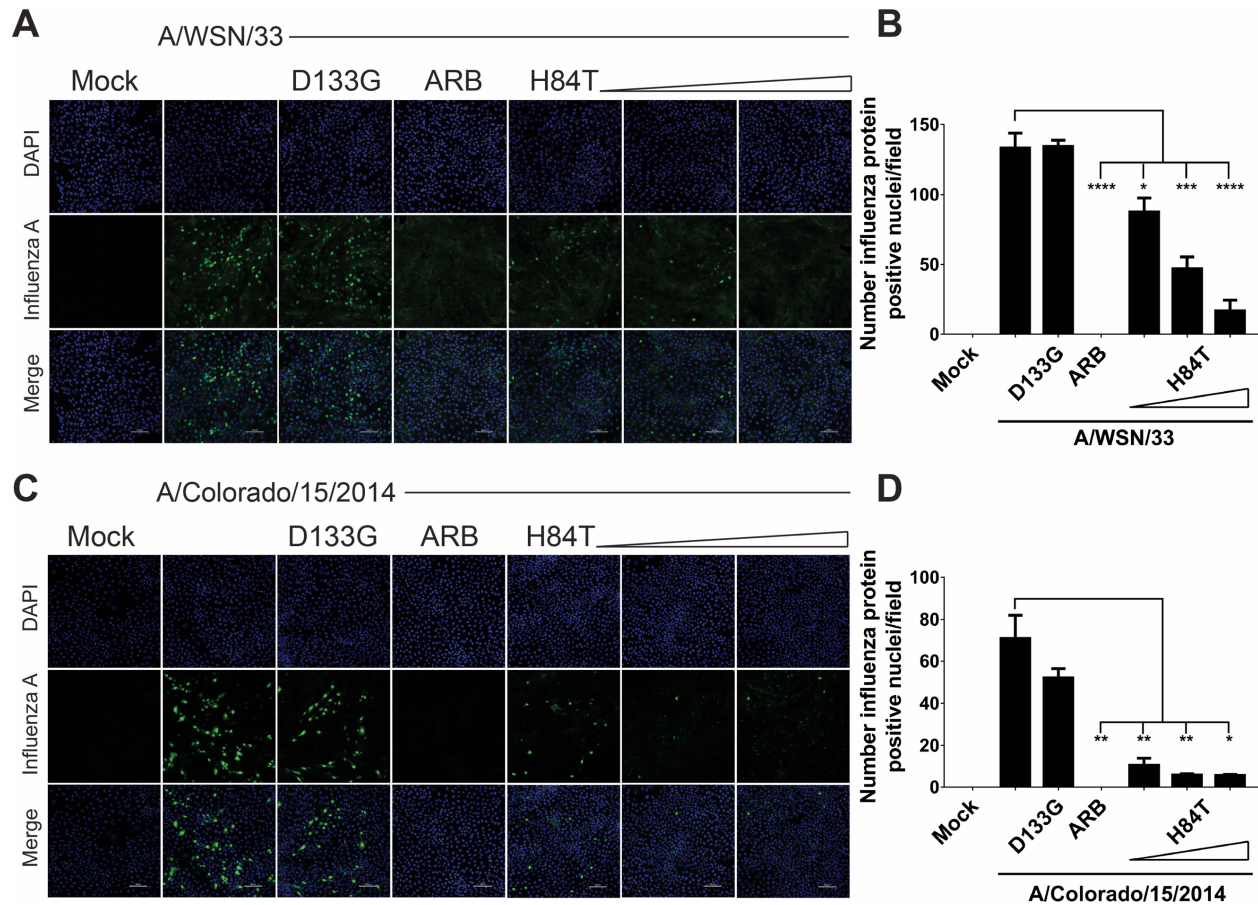 A
A/WSN/33
Mock D133G ARB H84T
DAPI
Influenza A
Merge
B
Number influenza protein
positive nuclei/field
150
100
50
0
**** * *** ****
Mock D133G ARB H84T
A/WSN/33
C
A/Colorado/15/2014
Mock D133G ARB H84T
DAPI
Influenza A
Merge
D
Number influenza protein
positive nuclei/field
100
80
60
40
20
0
** ** ** *
Mock D133G ARB H84T
A/Colorado/15/2014